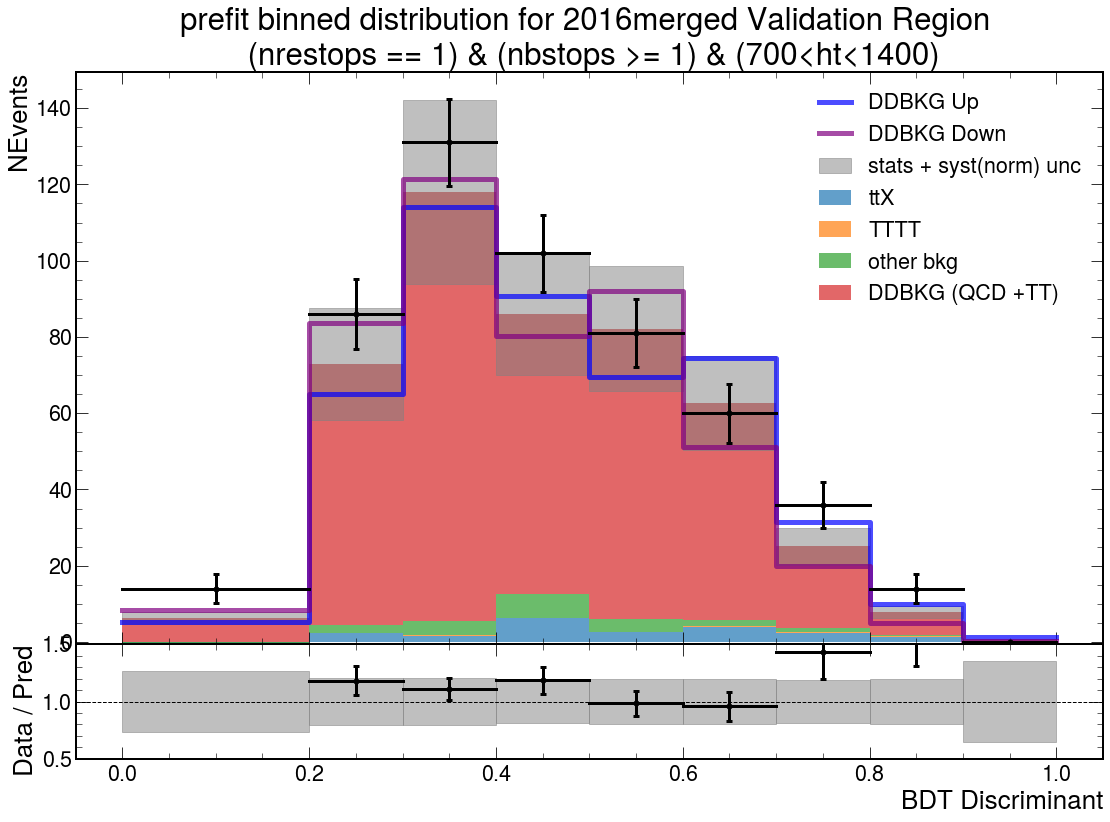 prefit binned distribution for 2016merged Validation Region
(nrestops == 1) & (nbstops >= 1) & (700<ht<1400)
NEvents
140
120
100
80
60
40
20
0
DDBKG Up
DDBKG Down
stats + syst(norm) unc
ttX
TTTT
other bkg
DDBKG (QCD +TT)
Data / Pred
1.5
1.0
0.5
0.0 0.2 0.4 0.6 0.8 1.0
BDT Discriminant